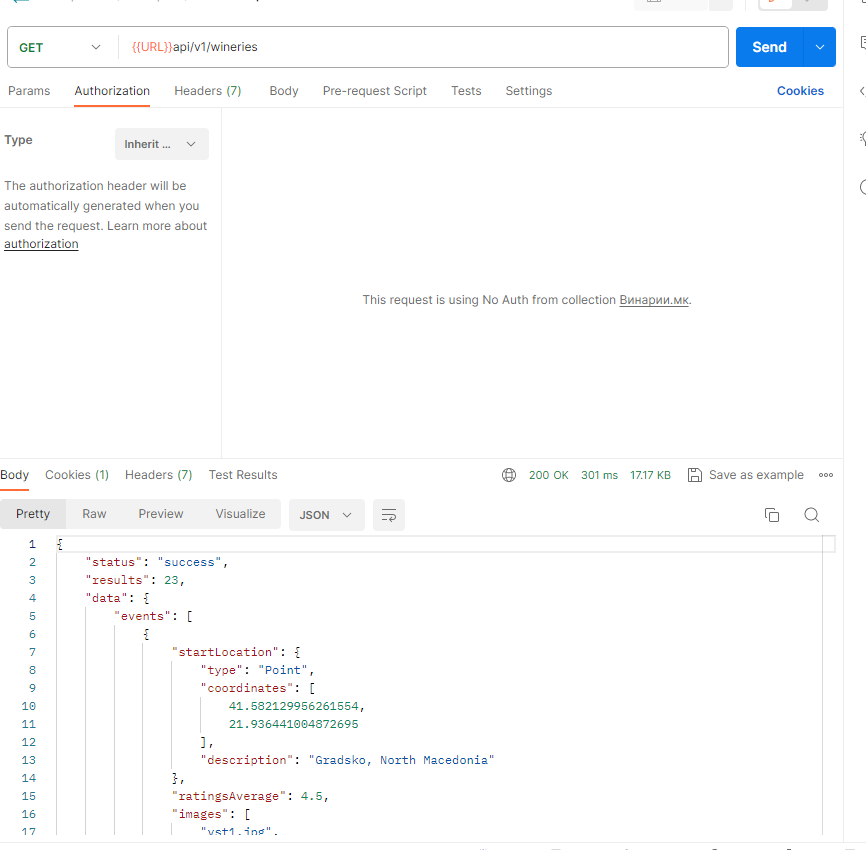 GET {{URL}}api/v1/wineries Send
Params Authorization Headers (7) Body Pre-request Script Tests Settings Cookies
Type Inherit ...
The authorization header will be
automatically generated when you
send the request. Learn more about
authorization
This request is using No Auth from collection Винарии.мк.
Body Cookies (1) Headers (7) Test Results 200 OK 301 ms 17.17 KB Save as example
Pretty Raw Preview Visualize JSON
1 {
2 "status": "success",
3 "results": 23,
4 "data": {
5 "events": [
6 {
7 "startLocation": {
8 "type": "Point",
9 "coordinates": [
10 41.582129956261554,
11 21.936441004872695
12 ],
13 "description": "Gradsko, North Macedonia"
14 },
15 "ratingsAverage": 4.5,
16 "images": [
17 "vst1.jpg",